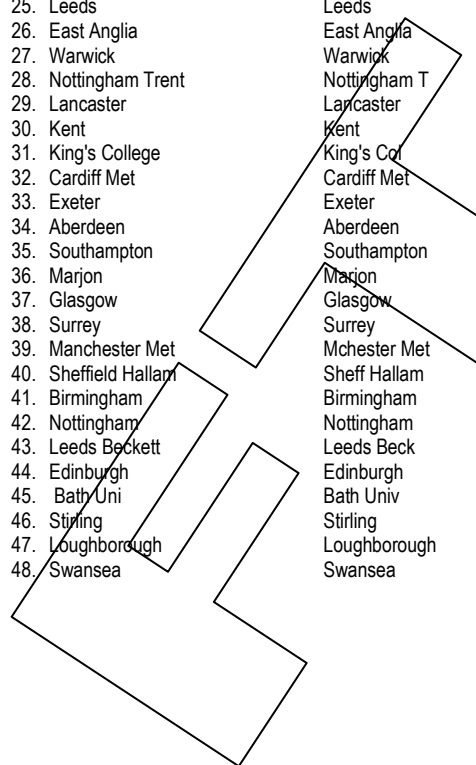 25. Leeds Leeds
26. East Anglia East Anglia
27. Warwick Warwick
28. Nottingham Trent Nottingham T
29. Lancaster Lancaster
30. Kent Kent
31. King's College King's Col
32. Cardiff Met Cardiff Met
33. Exeter Exeter
34. Aberdeen Aberdeen
35. Southampton Southampton
36. Marjon Marjon
37. Glasgow Glasgow
38. Surrey Surrey
39. Manchester Met Mchester Met
40. Sheffield Hallam Sheff Hallam
41. Birmingham Birmingham
42. Nottingham Nottingham
43. Leeds Beckett Leeds Beck
44. Edinburgh Edinburgh
45. Bath Uni Bath Univ
46. Stirling Stirling
47. Loughborough Loughborough
48. Swansea Swansea